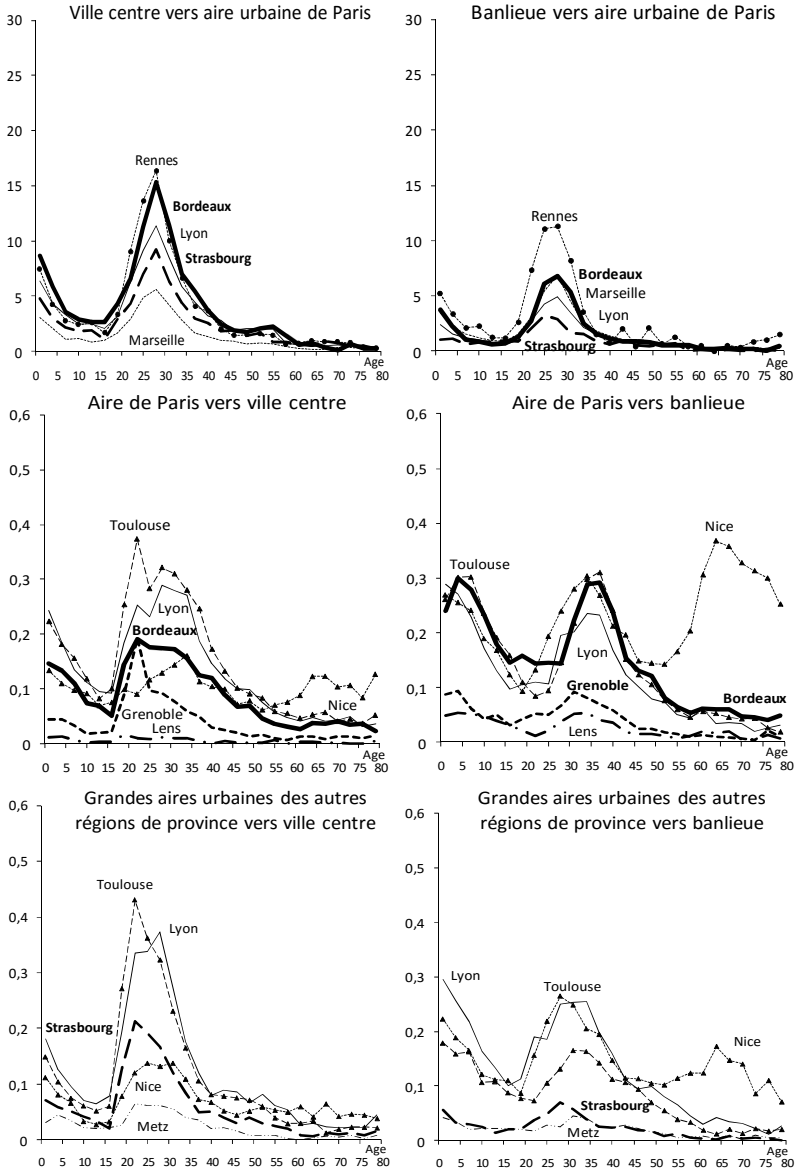 Ville centre vers aire urbaine de Paris
30
25
20
15
10
5
0
Rennes
Bordeaux
Lyon
Strasbourg
Marseille
Age
0 5 10 15 20 25 30 35 40 45 50 55 60 65 70 75 80
Banlieue vers aire urbaine de Paris
30
25
20
15
10
5
0
Rennes
Bordeaux
Marseille
Lyon
Strasbourg
Age
0 5 10 15 20 25 30 35 40 45 50 55 60 65 70 75 80
Aire de Paris vers ville centre
0,6
0,5
0,4
0,3
0,2
0,1
0
Toulouse
Lyon
Bordeaux
Grenoble
Lens
Nice
Age
0 5 10 15 20 25 30 35 40 45 50 55 60 65 70 75 80
Aire de Paris vers banlieue
0,6
0,5
0,4
0,3
0,2
0,1
0
Toulouse
Nice
Lyon
Grenoble
Bordeaux
Lens
Age
0 5 10 15 20 25 30 35 40 45 50 55 60 65 70 75 80
Grandes aires urbaines des autres
régions de province vers ville centre
0,6
0,5
0,4
0,3
0,2
0,1
0
Toulouse
Lyon
Strasbourg
Nice
Metz
Age
0 5 10 15 20 25 30 35 40 45 50 55 60 65 70 75 80
Grandes aires urbaines des autres
régions de province vers banlieue
0,6
0,5
0,4
0,3
0,2
0,1
0
Lyon
Toulouse
Nice
Strasbourg
Metz
Age
0 5 10 15 20 25 30 35 40 45 50 55 60 65 70 75 80